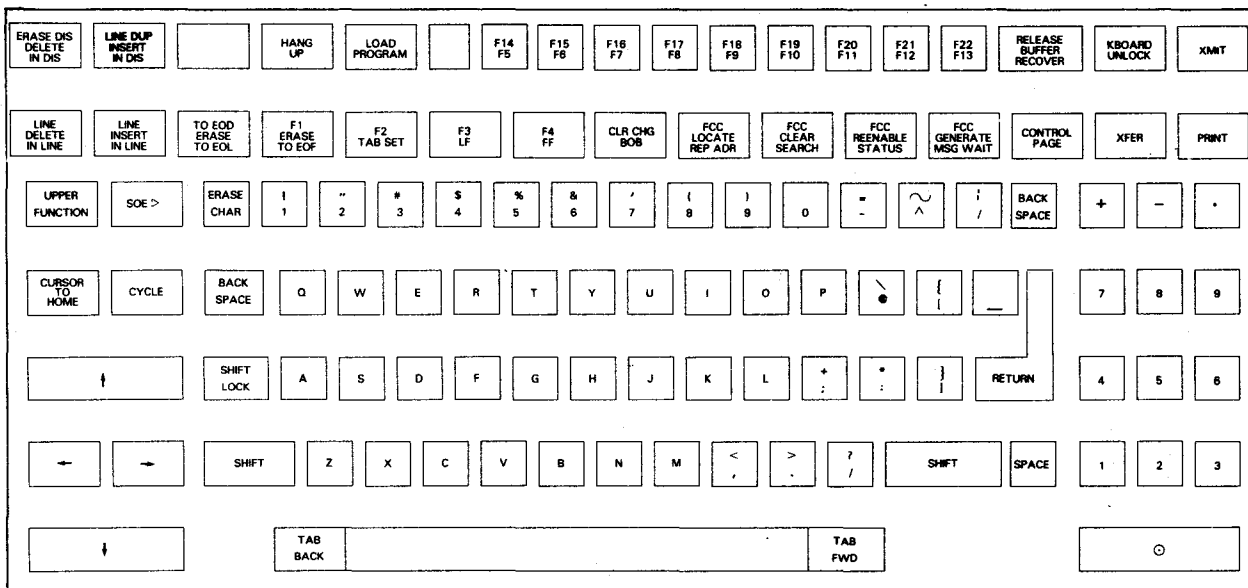 ERASE DIS
DELETE
IN DIS
LINE DUP
INSERT
IN DIS
HANG
UP
LOAD
PROGRAM
F14
F5
F15
F6
F16
F7
F17
F8
F18
F9
F19
F10
F20
F11
F21
F12
F22
F13
RELEASE
BUFFER
RECOVER
KBOARD
UNLOCK
XMIT
LINE
DELETE
IN LINE
LINE
INSERT
IN LINE
TO EOD
ERASE
TO EOL
F1
ERASE
TO EOF
F2
TAB SET
F3
LF
F4
FF
CLR CHG
BOB
FCC
LOCATE
REP ADR
FCC
CLEAR
SEARCH
FCC
REENABLE
STATUS
FCC
GENERATE
MSG WAIT
CONTROL
PAGE
XFER
PRINT
UPPER
FUNCTION
SOE >
ERASE
CHAR
!
1
"
2
#
3
$
4
%
5
&
6
'
7
(
8
)
9
0
=
-
~
^
¦
/
BACK
SPACE
+
−
.
CURSOR
TO
HOME
CYCLE
BACK
SPACE
Q
W
E
R
T
Y
U
I
O
P
\
@
{
[
_
7
8
9
↑
SHIFT
LOCK
A
S
D
F
G
H
J
K
L
+
;
*
:
}
]
RETURN
4
5
6
←
→
SHIFT
Z
X
C
V
B
N
M
<
,
>
.
?
/
SHIFT
SPACE
1
2
3
↓
TAB
BACK
TAB
FWD
⊙